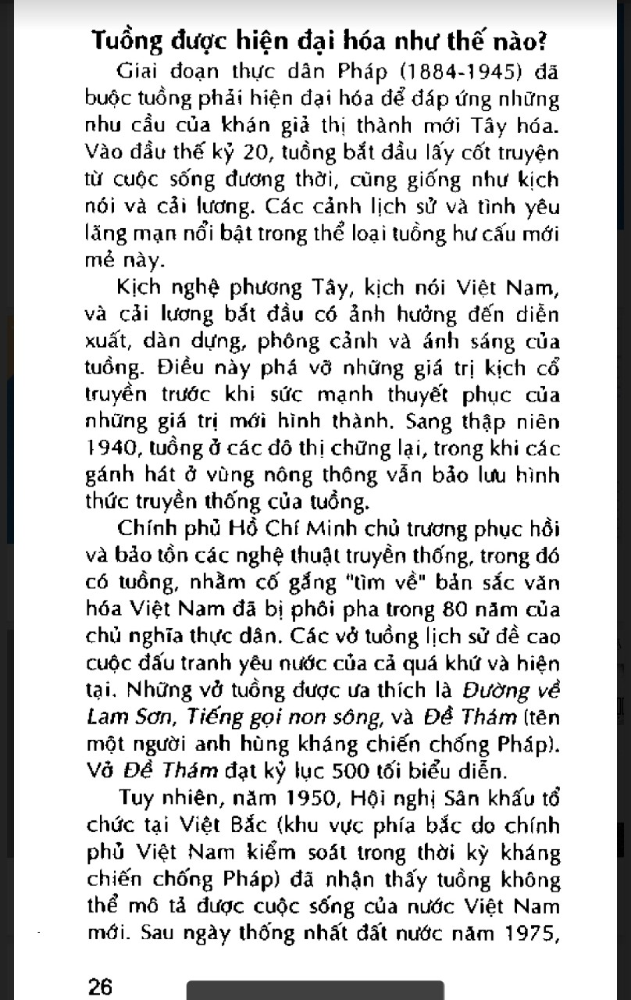 Tuồng được hiện đại hóa như thế nào?
Giai đoạn thực dân Pháp (1884-1945) đã
buộc tuồng phải hiện đại hóa để đáp ứng những
nhu cầu của khán giả thị thành mới Tây hóa.
Vào đầu thế kỷ 20, tuồng bắt đầu lấy cốt truyện
từ cuộc sống đương thời, cũng giống như kịch
nói và cải lương. Các cảnh lịch sử và tình yêu
lãng mạn nổi bật trong thể loại tuồng hư cấu mới
mẻ này.
Kịch nghệ phương Tây, kịch nói Việt Nam,
và cải lương bắt đầu có ảnh hưởng đến diễn
xuất, dàn dựng, phông cảnh và ánh sáng của
tuồng. Điều này phá vỡ những giá trị kịch cổ
truyền trước khi sức mạnh thuyết phục của
những giá trị mới hình thành. Sang thập niên
1940, tuồng ở các đô thị chững lại, trong khi các
gánh hát ở vùng nông thông vẫn bảo lưu hình
thức truyền thống của tuồng.
Chính phủ Hồ Chí Minh chủ trương phục hồi
và bảo tồn các nghệ thuật truyền thống, trong đó
có tuồng, nhằm cố gắng "tìm về" bản sắc văn
hóa Việt Nam đã bị phôi pha trong 80 năm của
chủ nghĩa thực dân. Các vở tuồng lịch sử đề cao
cuộc đấu tranh yêu nước của cả quá khứ và hiện
tại. Những vở tuồng được ưa thích là Đường về
Lam Sơn, Tiếng gọi non sông, và Đề Thám (tên
một người anh hùng kháng chiến chống Pháp).
Vở Đề Thám đạt kỷ lục 500 tối biểu diễn.
Tuy nhiên, năm 1950, Hội nghị Sân khấu tổ
chức tại Việt Bắc (khu vực phía bắc do chính
phủ Việt Nam kiểm soát trong thời kỳ kháng
chiến chống Pháp) đã nhận thấy tuồng không
thể mô tả được cuộc sống của nước Việt Nam
mới. Sau ngày thống nhất đất nước năm 1975,
26